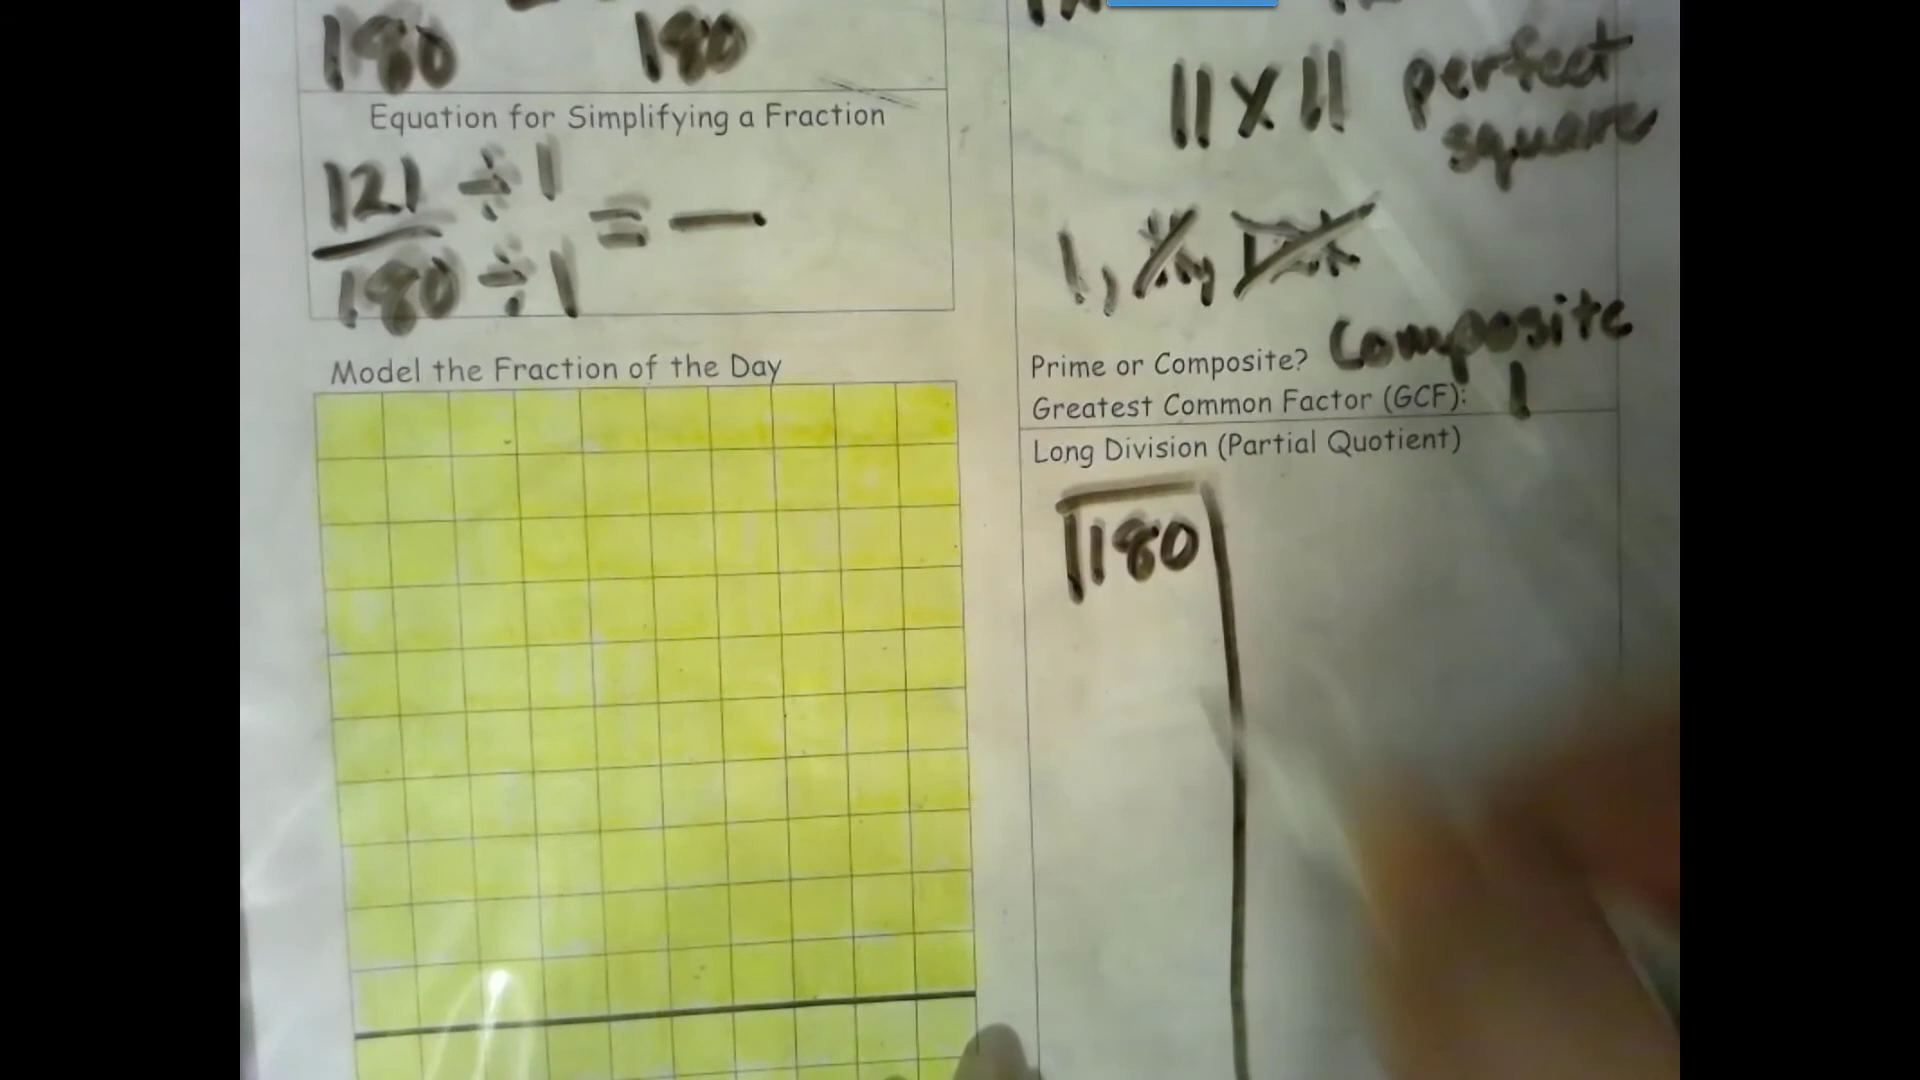 180 180
Equation for Simplifying a Fraction
121 ÷ 1 = —
180 ÷ 1
Model the Fraction of the Day
11 x 11 perfect
square
1,
Composite
Prime or Composite?
Greatest Common Factor (GCF): 1
Long Division (Partial Quotient)
180